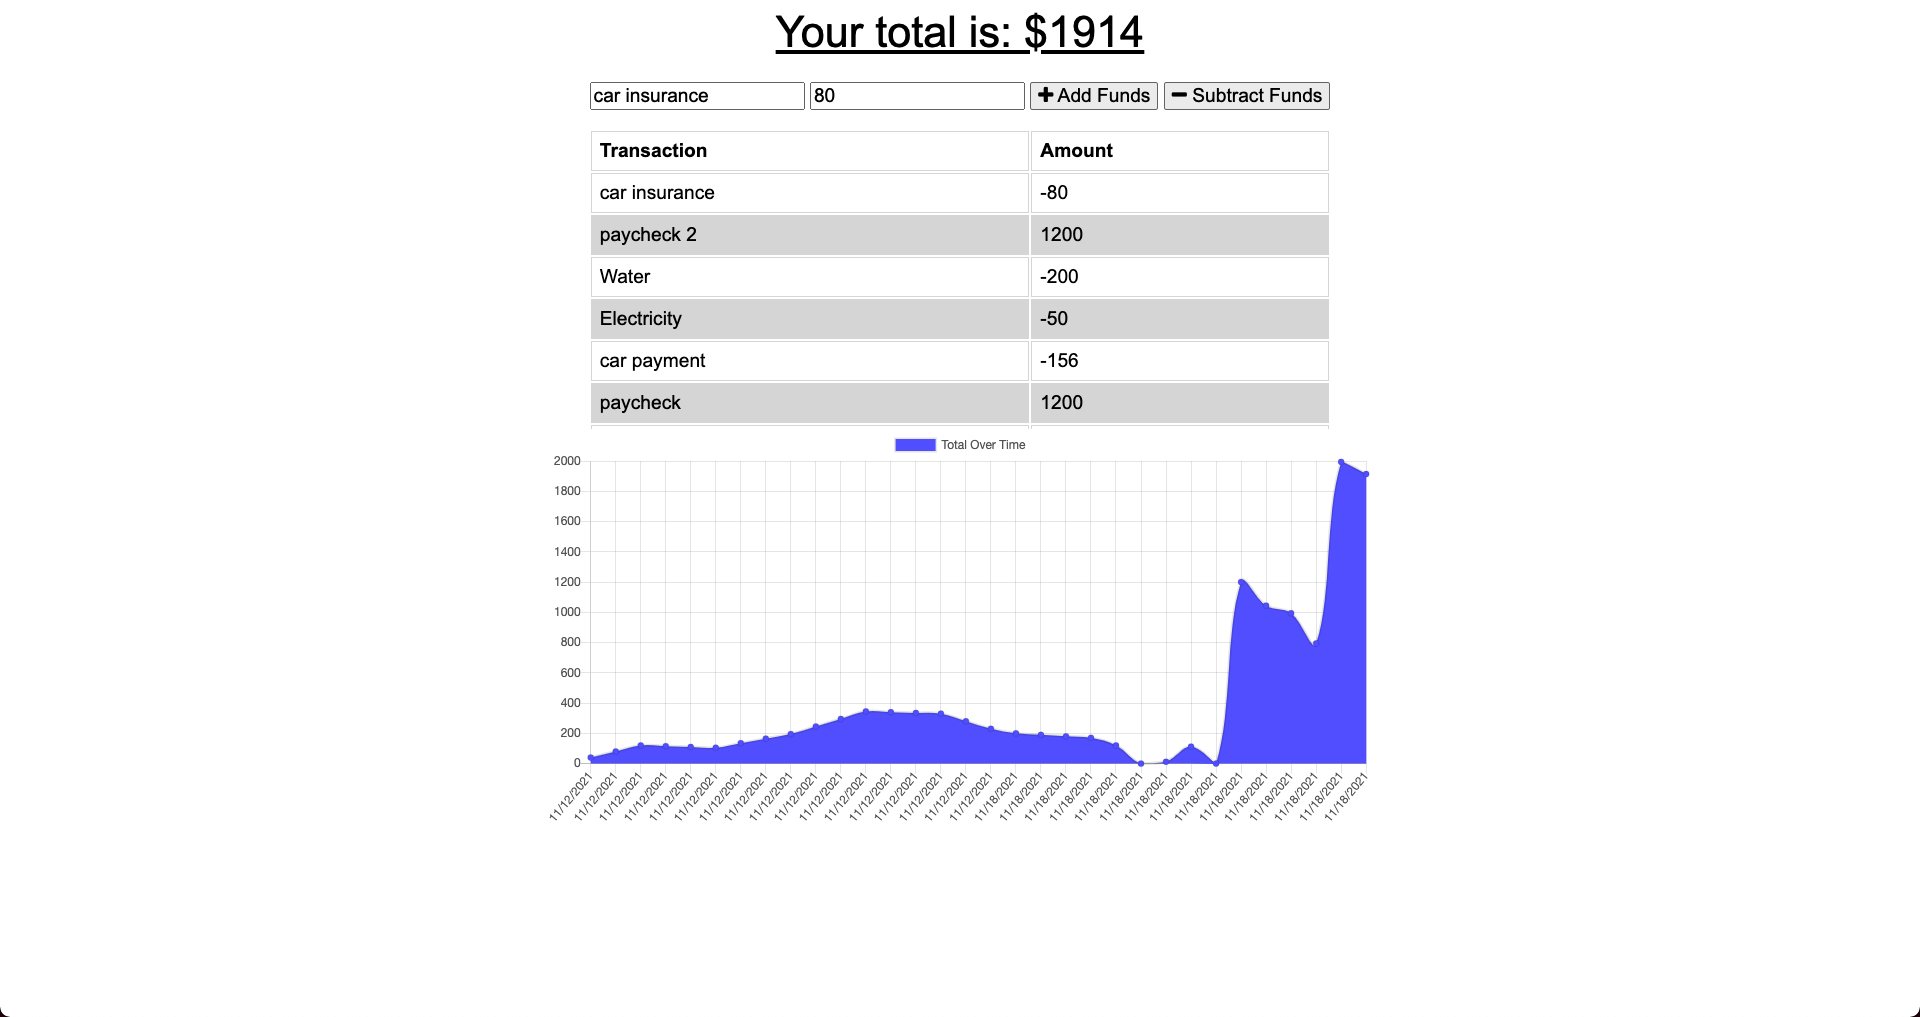 Your total is: $1914
car insurance 80 Add Funds Subtract Funds
Transaction Amount
car insurance -80
paycheck 2 1200
Water -200
Electricity -50
car payment -156
paycheck 1200
Total Over Time
2000
1800
1600
1400
1200
1000
800
600
400
200
0
11/12/2021 11/12/2021 11/12/2021 11/12/2021 11/12/2021 11/12/2021 11/12/2021 11/12/2021 11/12/2021 11/12/2021 11/12/2021 11/12/2021 11/12/2021 11/12/2021 11/12/2021 11/12/2021 11/12/2021 11/18/2021 11/18/2021 11/18/2021 11/18/2021 11/18/2021 11/18/2021 11/18/2021 11/18/2021 11/18/2021 11/18/2021 11/18/2021 11/18/2021 11/18/2021 11/18/2021 11/18/2021